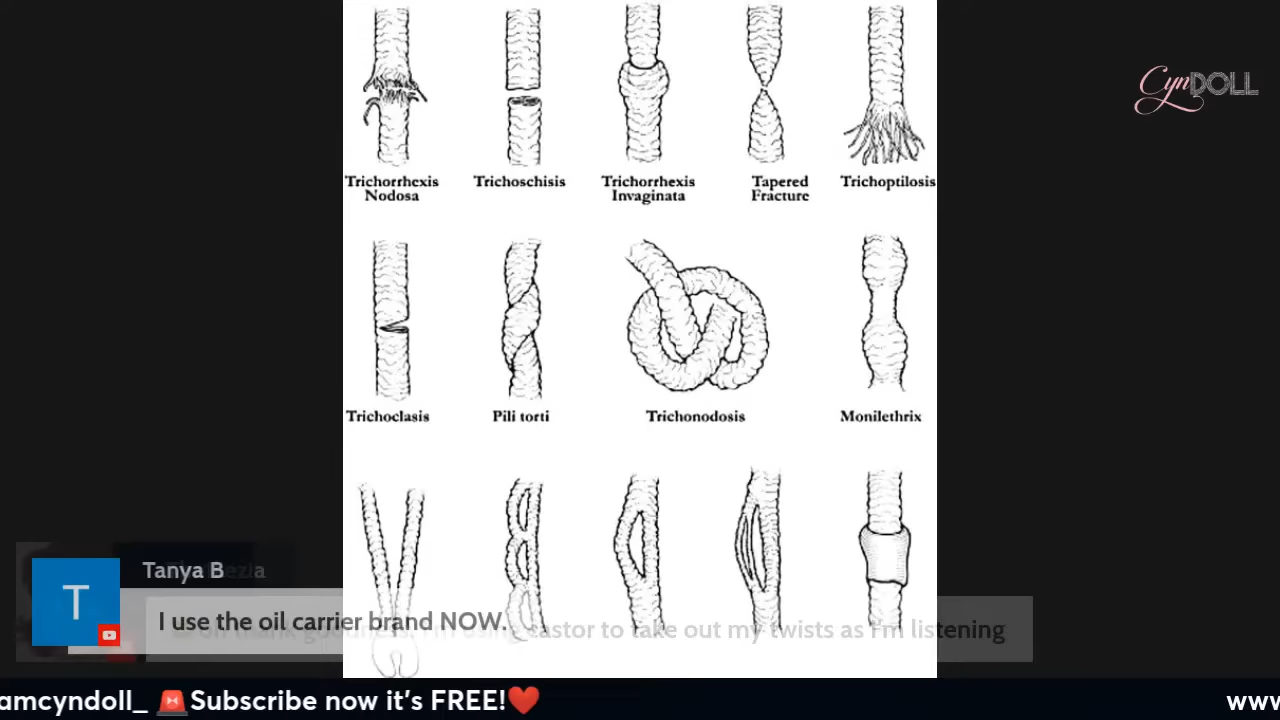 CynDOLL
Trichorrhexis Nodosa
Trichoschisis
Trichorrhexis Invaginata
Tapered Fracture
Trichoptilosis
Trichoclasis
Pili torti
Trichonodosis
Monilethrix
T
Tanya B
I use the oil carrier brand NOW.
castor to take out my twists as I'm listening
amcyndoll_ 🚨Subscribe now it's FREE!❤️
www